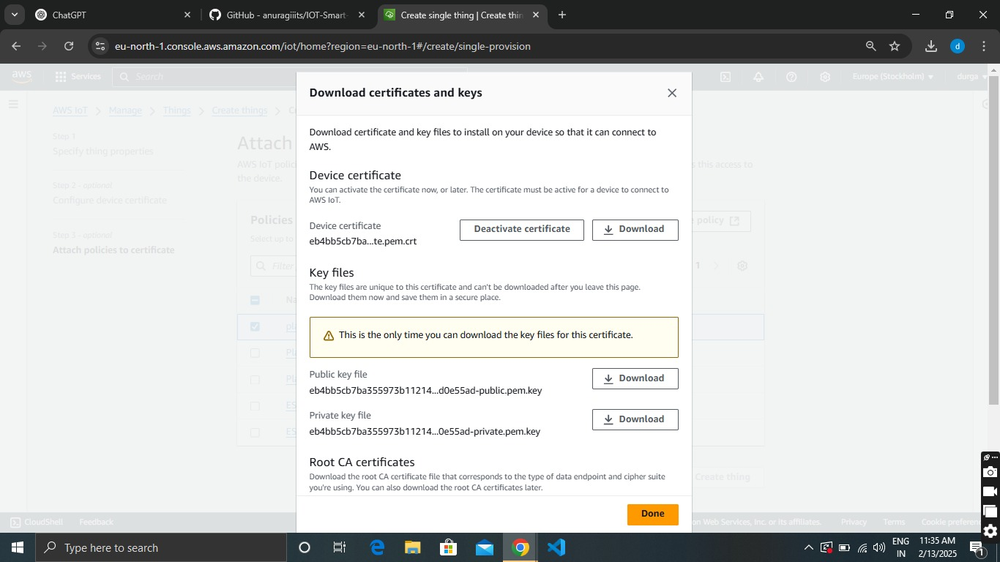 ChatGPT
GitHub - anuragiiits/IOT-Smart-
Create single thing | Create thin
eu-north-1.console.aws.amazon.com/iot/home?region=eu-north-1#/create/single-provision
d
aws
Services
Search
Europe (Stockholm)
durga
AWS IoT
Manage
Things
Create things
Step 1
Specify thing properties
Step 2 - optional
Configure device certificate
Step 3 - optional
Attach policies to certificate
Attach
AWS IoT polic
s this access to
the device.
Policies
e policy
Select up to
Filter
1
Na
pl
Pl
Pl
ES
ES
Create thing
Download certificates and keys
Download certificate and key files to install on your device so that it can connect to
AWS.
Device certificate
You can activate the certificate now, or later. The certificate must be active for a device to connect to
AWS IoT.
Device certificate
eb4bb5cb7ba...te.pem.crt
Deactivate certificate
Download
Key files
The key files are unique to this certificate and can't be downloaded after you leave this page.
Download them now and save them in a secure place.
This is the only time you can download the key files for this certificate.
Public key file
eb4bb5cb7ba355973b11214...d0e55ad-public.pem.key
Download
Private key file
eb4bb5cb7ba355973b11214...0e55ad-private.pem.key
Download
Root CA certificates
Download the root CA certificate file that corresponds to the type of data endpoint and cipher suite
you're using. You can also download the root CA certificates later.
Done
CloudShell
Feedback
on Web Services, Inc. or its affiliates.
Privacy
Terms
Cookie preferen
Type here to search
ENG
IN
11:35 AM
2/13/2025
1